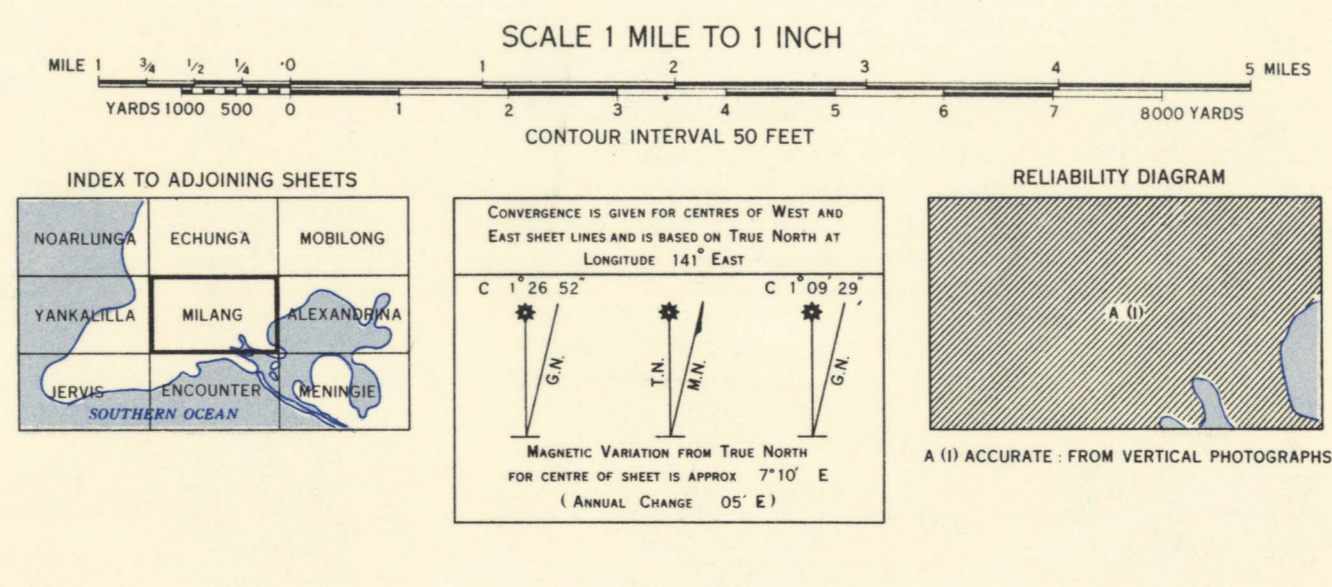 SCALE 1 MILE TO 1 INCH
MILE 1 3/4 1/2 1/4 0 1 2 3 4 5 MILES
YARDS 1000 500 0 1 2 3 4 5 6 7 8000 YARDS
CONTOUR INTERVAL 50 FEET
INDEX TO ADJOINING SHEETS
NOARLUNGA ECHUNGA MOBILONG
YANKALILLA MILANG ALEXANDRINA
JERVIS ENCOUNTER MENINGIE
SOUTHERN OCEAN
CONVERGENCE IS GIVEN FOR CENTRES OF WEST AND
EAST SHEET LINES AND IS BASED ON TRUE NORTH AT
LONGITUDE 141° EAST
C 1° 26 52" C 1° 09' 29"
G.N. T.N. M.N. G.N.
MAGNETIC VARIATION FROM TRUE NORTH
FOR CENTRE OF SHEET IS APPROX 7° 10' E
( ANNUAL CHANGE 05' E )
RELIABILITY DIAGRAM
A (1)
A (1) ACCURATE : FROM VERTICAL PHOTOGRAPHS